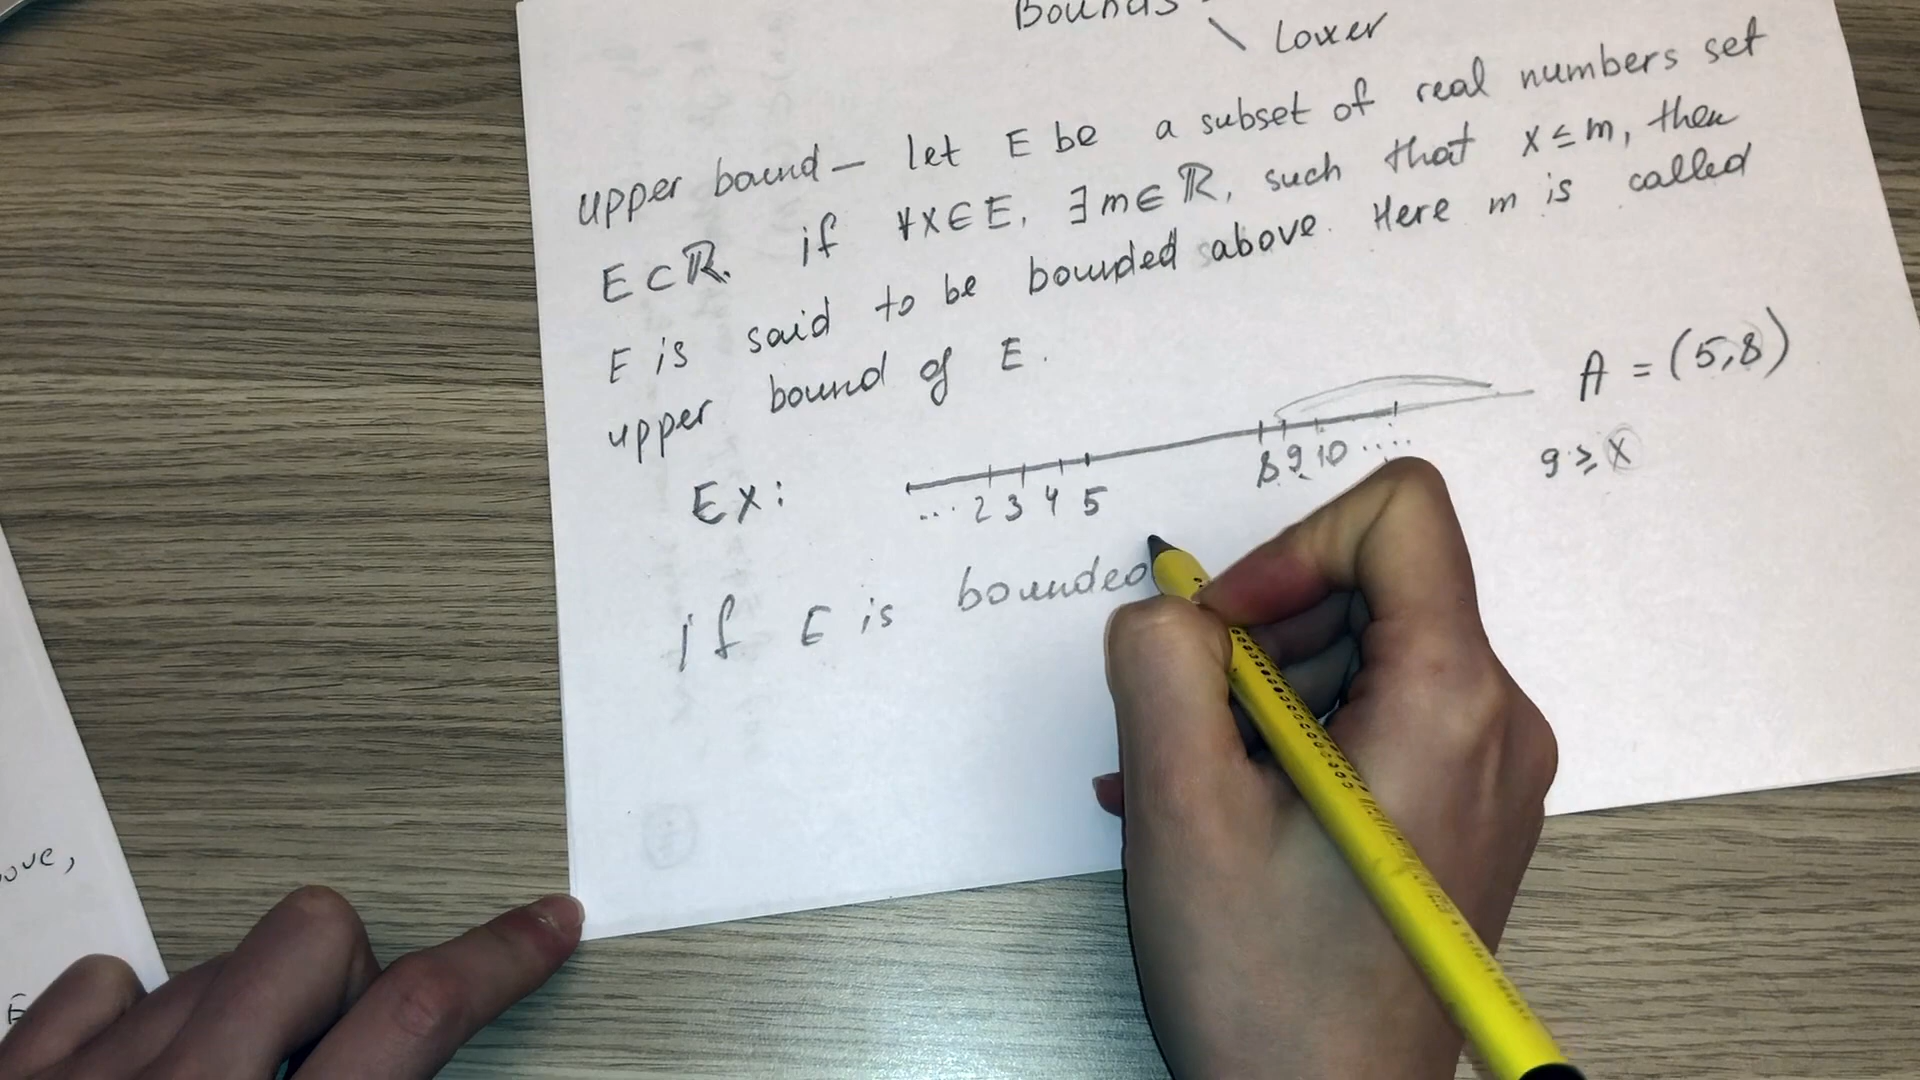 Bounds
Lower
upper bound — let E be a subset of real numbers set
E ⊂ ℝ. if ∀x∈E, ∃m∈ℝ, such that x ≤ m, then
E is said to be bounded above. Here m is called
upper bound of E.
A = (5,8)
Ex:
... 2 3 4 5 8 9 10 .....
9 ≥ x
if E is bounded
E